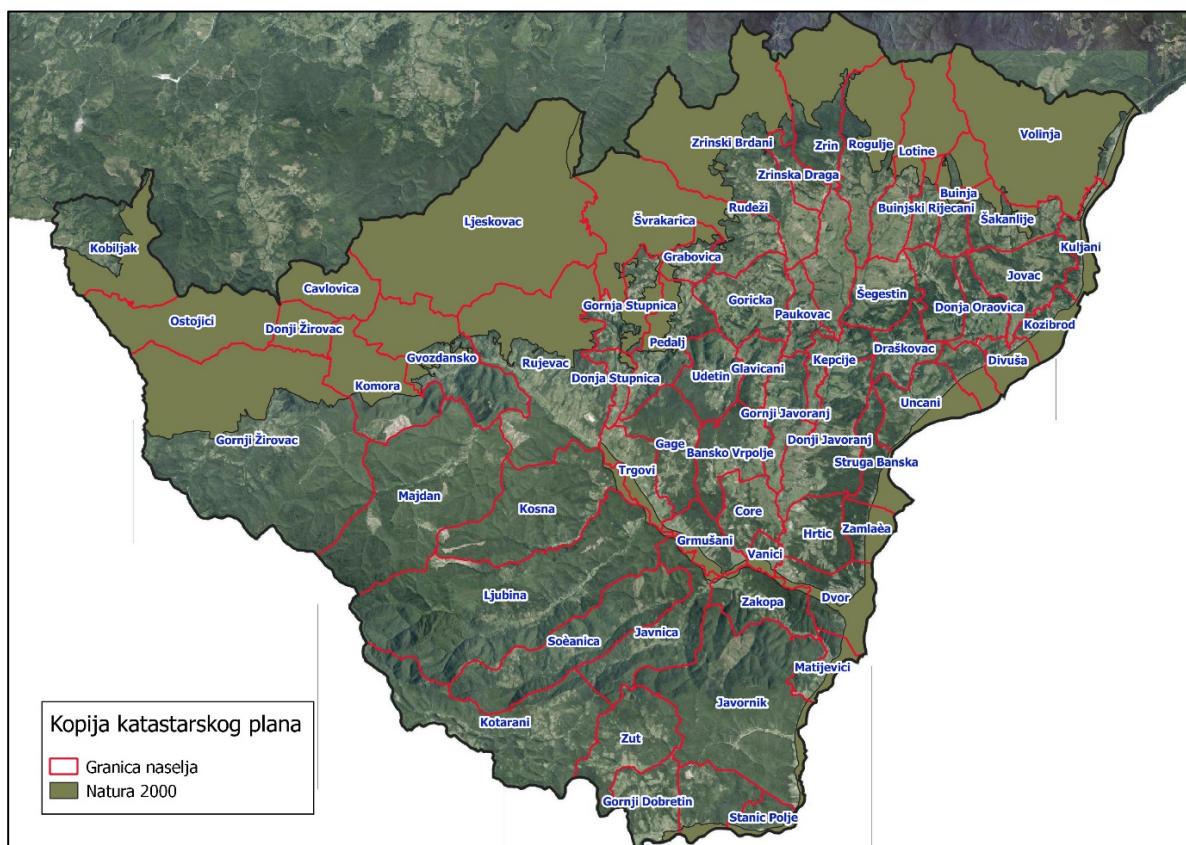 Volinja
Zrinski Brdani
Zrin
Rogulje
Lotine
Zrinska Draga
Buinja
Rudeži
Buinjski Rijecani
Šakanlije
Ljeskovac
Švrakarica
Kobiljak
Kuljani
Grabovica
Jovac
Cavlovica
Šegestin
Goricka
Gornja Stupnica
Donja Oraovica
Paukovac
Ostojici
Donji Žirovac
Kozibrod
Pedalj
Draškovac
Gvozdansko
Rujevac
Kepcije
Divuša
Udetin
Glavicani
Donja Stupnica
Komora
Uncani
Gornji Javoranj
Gornji Žirovac
Gage
Donji Javoranj
Bansko Vrpolje
Struga Banska
Trgovi
Majdan
Kosna
Core
Zamlaèa
Hrtic
Grmušani
Vanici
Ljubina
Dvor
Zakopa
Javnica
Soèanica
Matijevici
Javornik
Kotarani
Zut
Gornji Dobretin
Stanic Polje
Kopija katastarskog plana
Granica naselja
Natura 2000